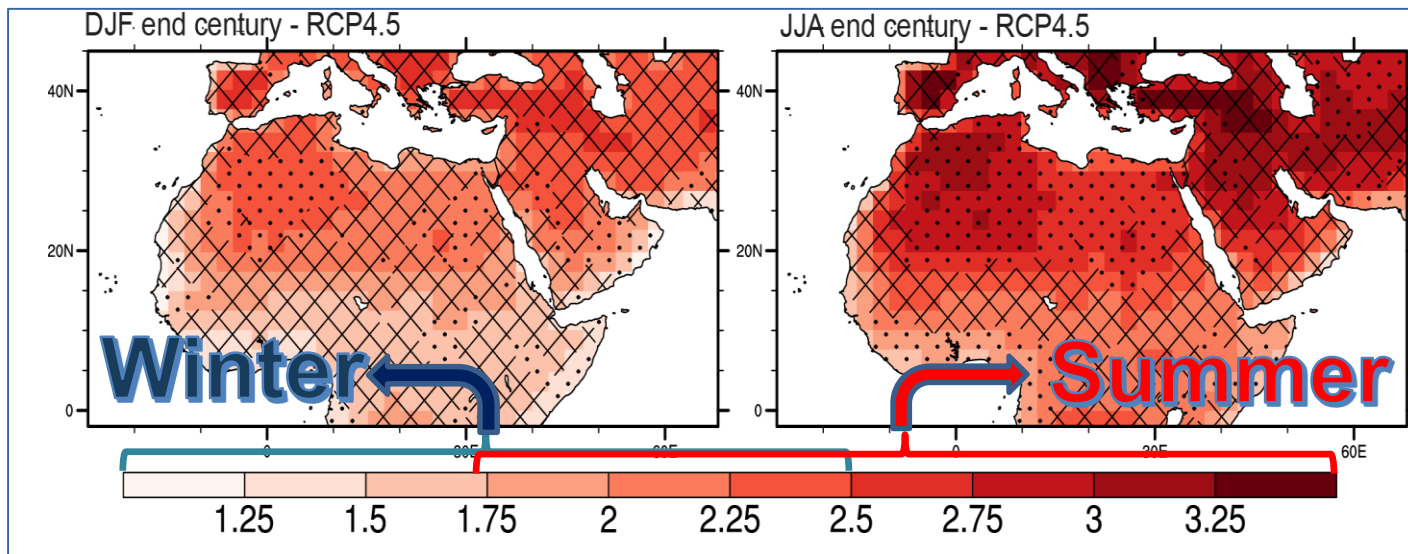 DJF end century - RCP4.5
JJA end century - RCP4.5
40N
20N
0
40N
20N
0
Winter
Summer
0
0
30E
60E
1.25 1.5 1.75 2 2.25 2.5 2.75 3 3.25